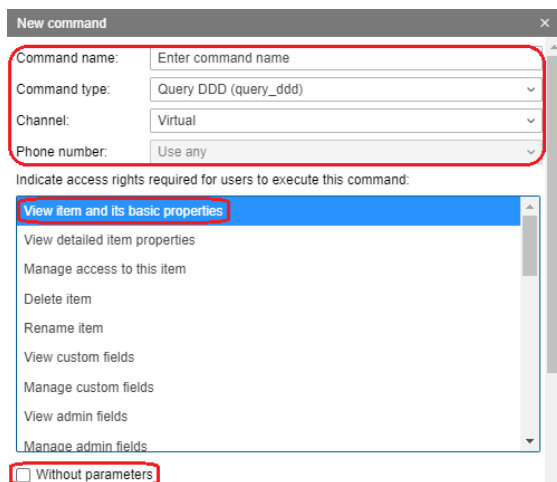 New command ×
Command name: Enter command name
Command type: Query DDD (query_ddd)
Channel: Virtual
Phone number: Use any
Indicate access rights required for users to execute this command:
View item and its basic properties
View detailed item properties
Manage access to this item
Delete item
Rename item
View custom fields
Manage custom fields
View admin fields
Manage admin fields
Without parameters